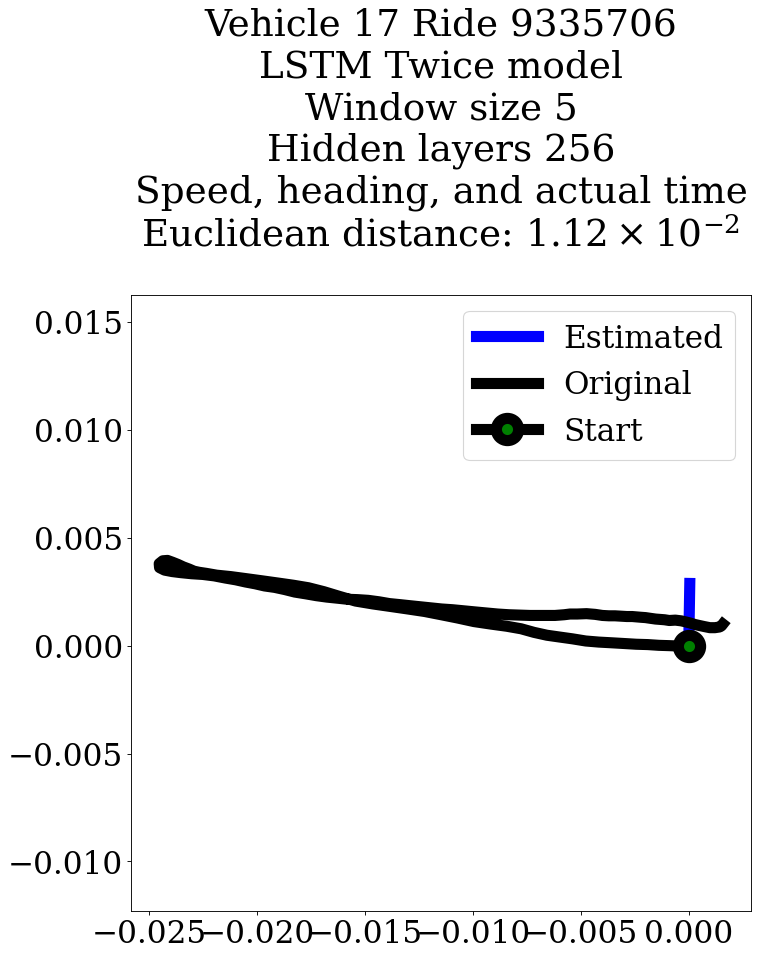 Vehicle 17 Ride 9335706
LSTM Twice model
Window size 5
Hidden layers 256
Speed, heading, and actual time
Euclidean distance: 1.12 × 10⁻²
Estimated
Original
Start
0.015
0.010
0.005
0.000
−0.005
−0.010
−0.025 −0.020 −0.015 −0.010 −0.005 0.000